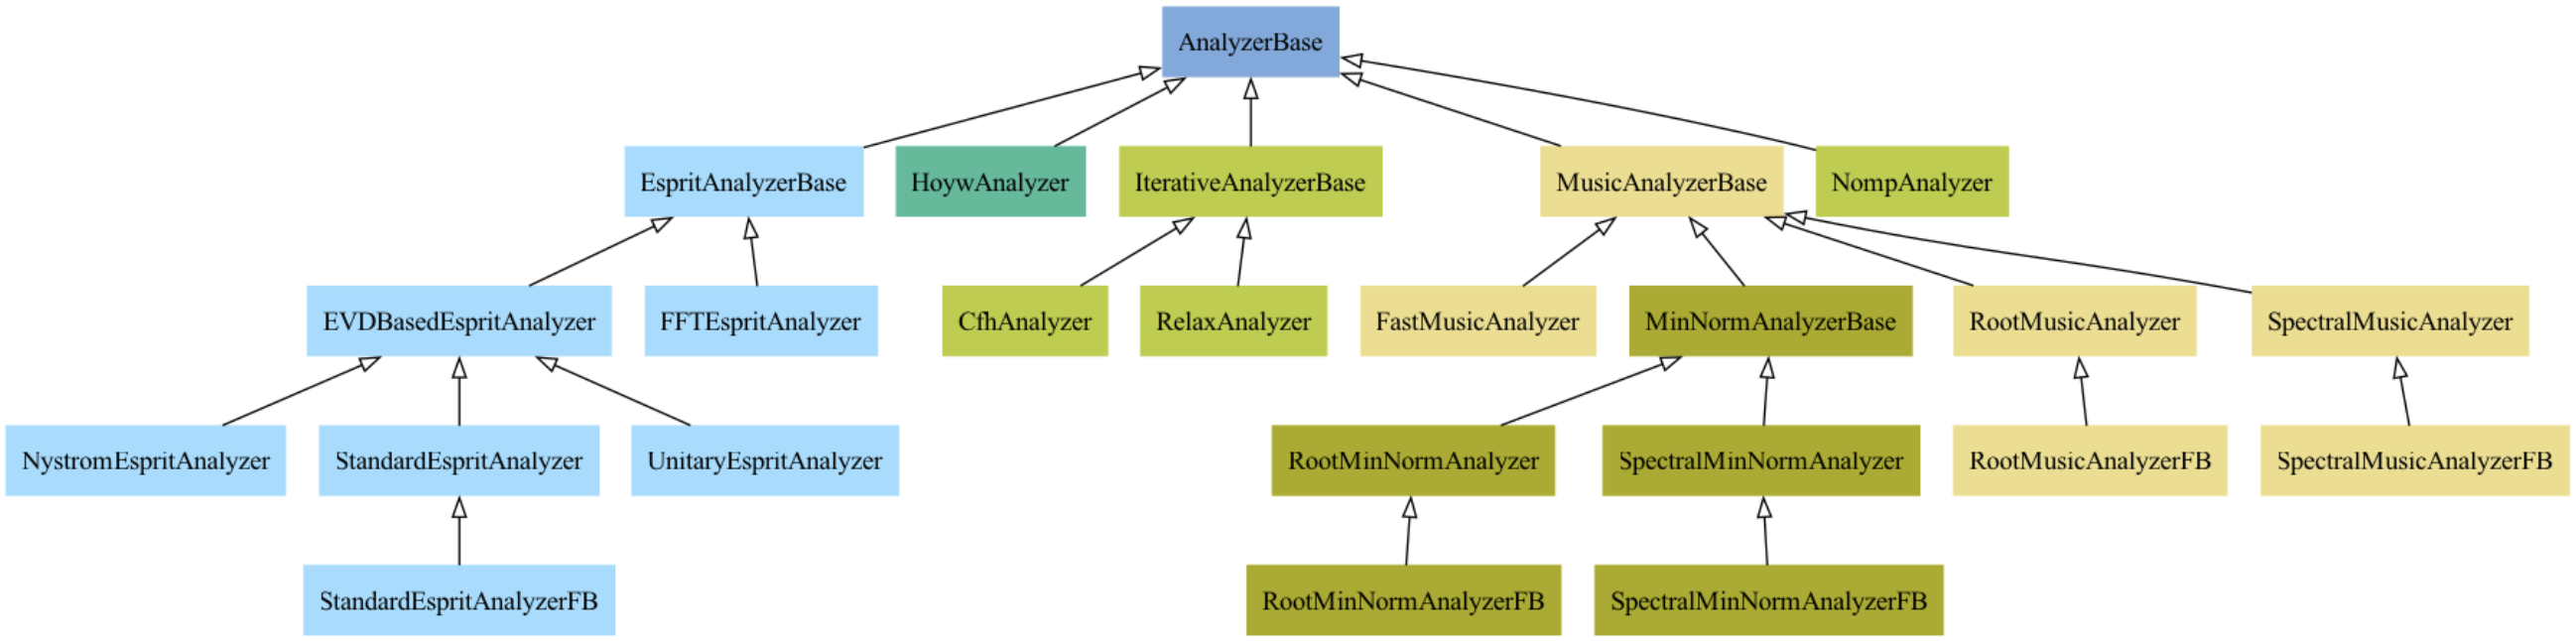 AnalyzerBase
EspritAnalyzerBase
HoywAnalyzer
IterativeAnalyzerBase
MusicAnalyzerBase
NompAnalyzer
EVDBasedEspritAnalyzer
FFTEspritAnalyzer
CfhAnalyzer
RelaxAnalyzer
FastMusicAnalyzer
MinNormAnalyzerBase
RootMusicAnalyzer
SpectralMusicAnalyzer
NystromEspritAnalyzer
StandardEspritAnalyzer
UnitaryEspritAnalyzer
RootMinNormAnalyzer
SpectralMinNormAnalyzer
RootMusicAnalyzerFB
SpectralMusicAnalyzerFB
StandardEspritAnalyzerFB
RootMinNormAnalyzerFB
SpectralMinNormAnalyzerFB